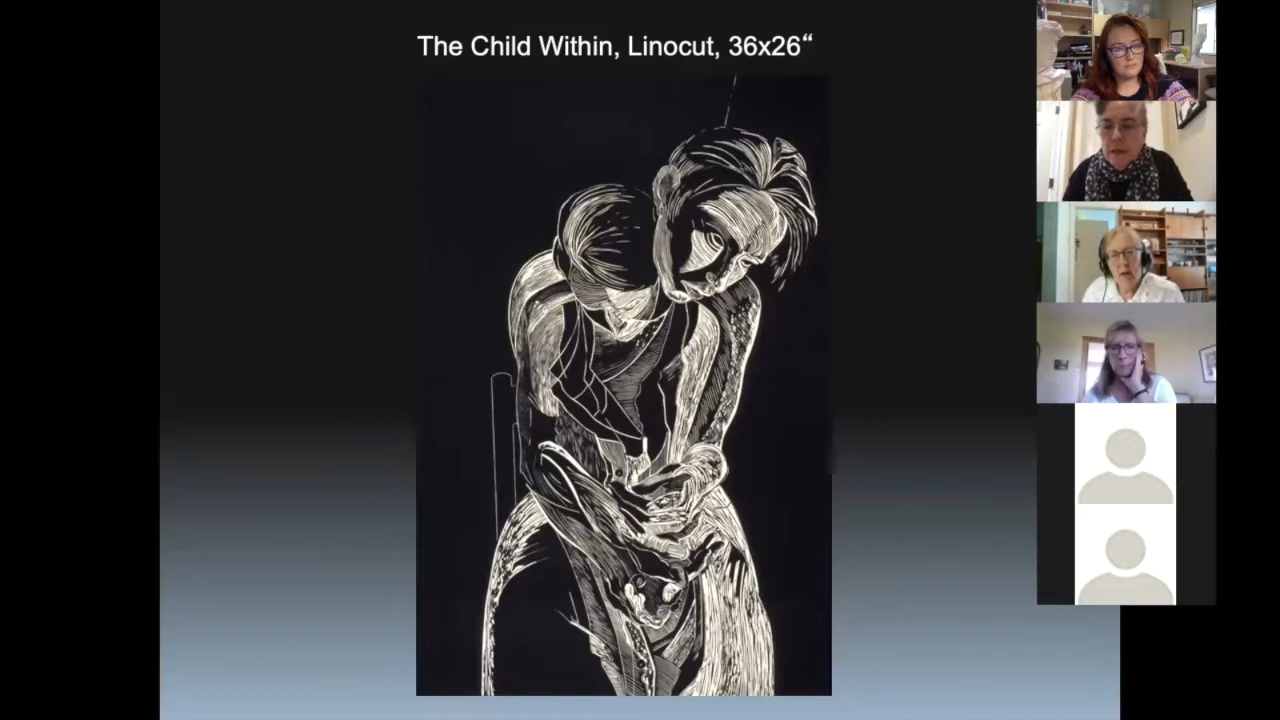 The Child Within, Linocut, 36x26“